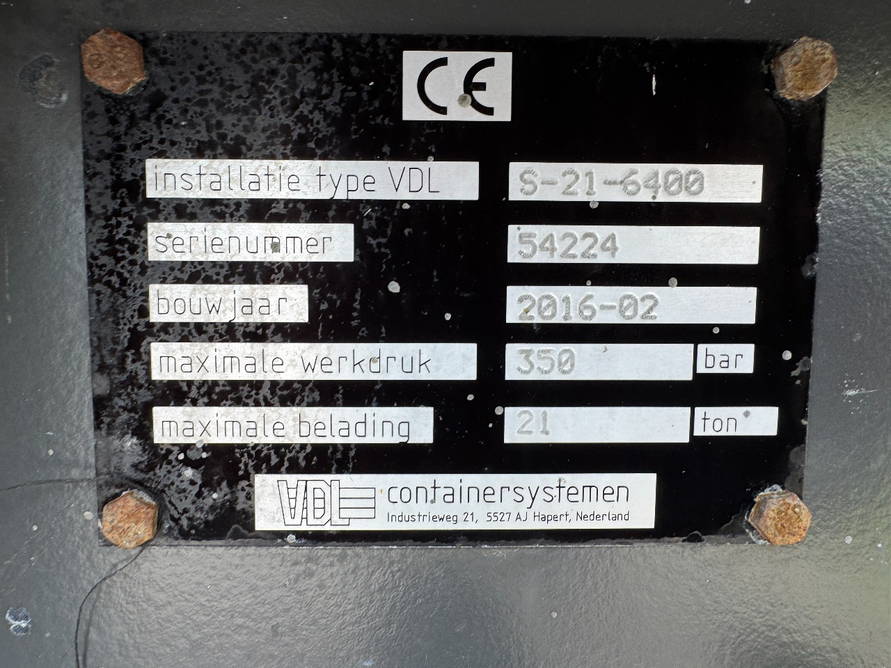 CE
installatie type VDL S-21-6400
serienummer 54224
bouwjaar 2016-02
maximale werkdruk 350 bar
maximale belading 21 ton
VDL containersystemen
Industrieweg 21, 5527 AJ Hapert, Nederland